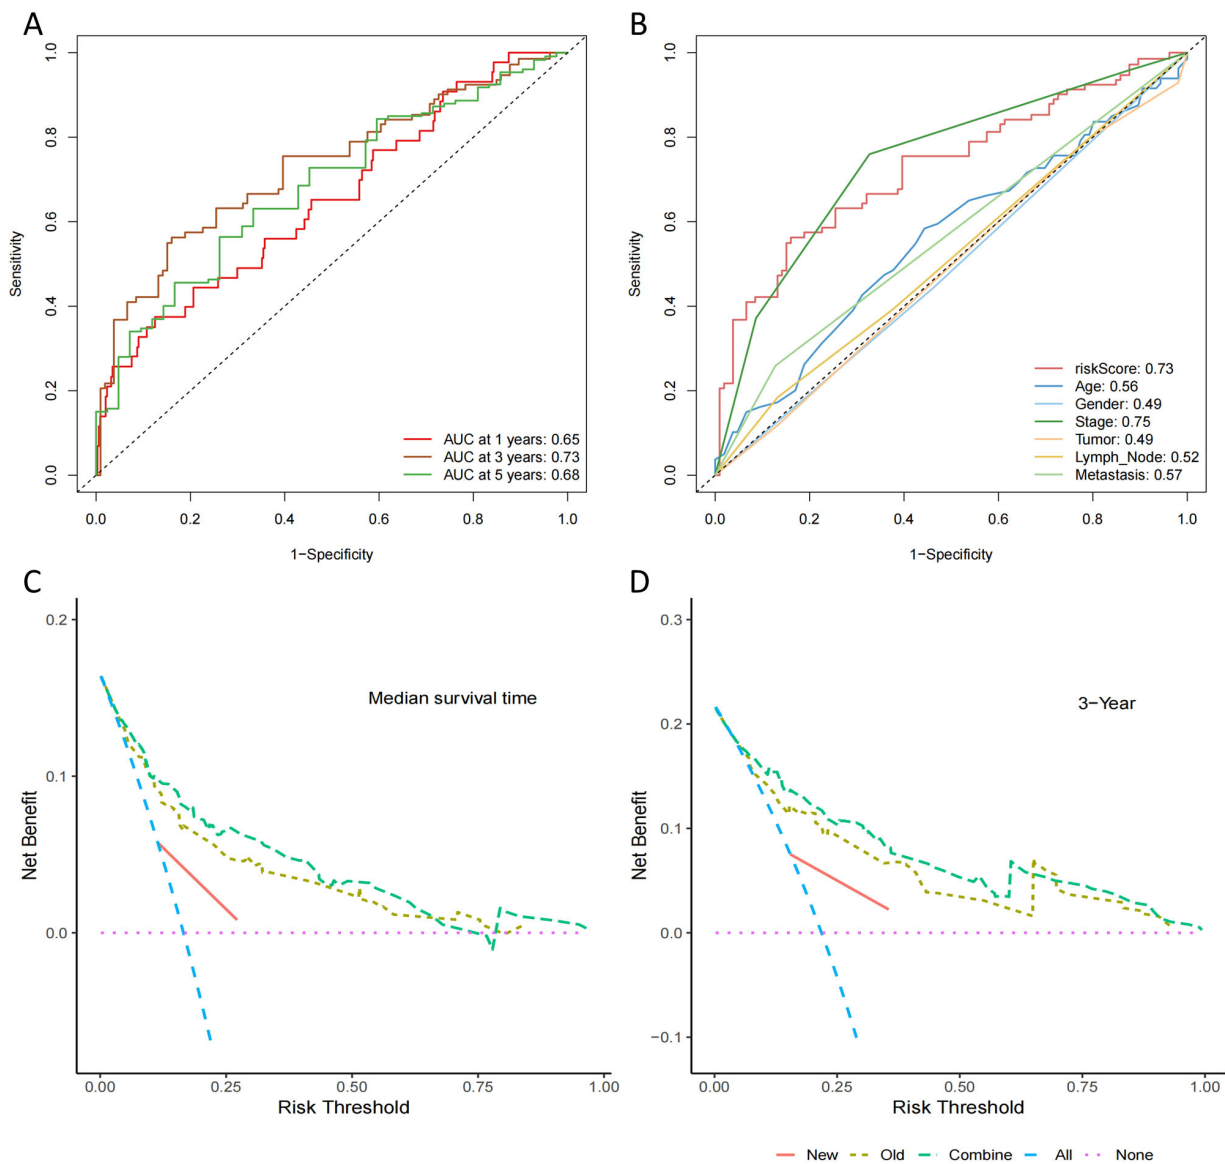 A
Sensitivity
1.0
0.8
0.6
0.4
0.2
0.0
AUC at 1 years: 0.65
AUC at 3 years: 0.73
AUC at 5 years: 0.68
0.0 0.2 0.4 0.6 0.8 1.0
1−Specificity
B
Sensitivity
1.0
0.8
0.6
0.4
0.2
0.0
riskScore: 0.73
Age: 0.56
Gender: 0.49
Stage: 0.75
Tumor: 0.49
Lymph_Node: 0.52
Metastasis: 0.57
0.0 0.2 0.4 0.6 0.8 1.0
1−Specificity
C
Net Benefit
0.2
0.1
0.0
Median survival time
0.00 0.25 0.50 0.75 1.00
Risk Threshold
D
Net Benefit
0.3
0.2
0.1
0.0
−0.1
3−Year
0.00 0.25 0.50 0.75 1.00
Risk Threshold
New Old Combine All None